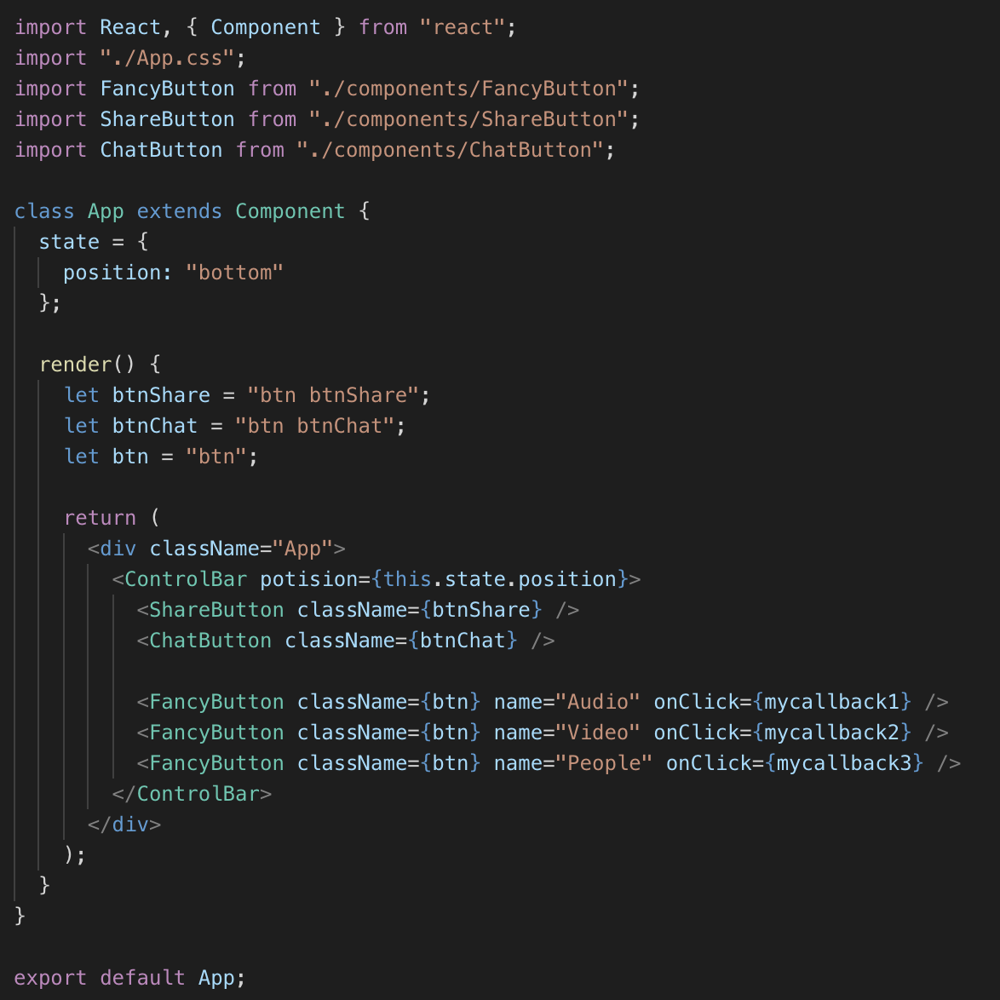 import React, { Component } from "react";
import "./App.css";
import FancyButton from "./components/FancyButton";
import ShareButton from "./components/ShareButton";
import ChatButton from "./components/ChatButton";

class App extends Component {
  state = {
    position: "bottom"
  };

  render() {
    let btnShare = "btn btnShare";
    let btnChat = "btn btnChat";
    let btn = "btn";

    return (
      <div className="App">
        <ControlBar potision={this.state.position}>
          <ShareButton className={btnShare} />
          <ChatButton className={btnChat} />

          <FancyButton className={btn} name="Audio" onClick={mycallback1} />
          <FancyButton className={btn} name="Video" onClick={mycallback2} />
          <FancyButton className={btn} name="People" onClick={mycallback3} />
        </ControlBar>
      </div>
    );
  }
}

export default App;